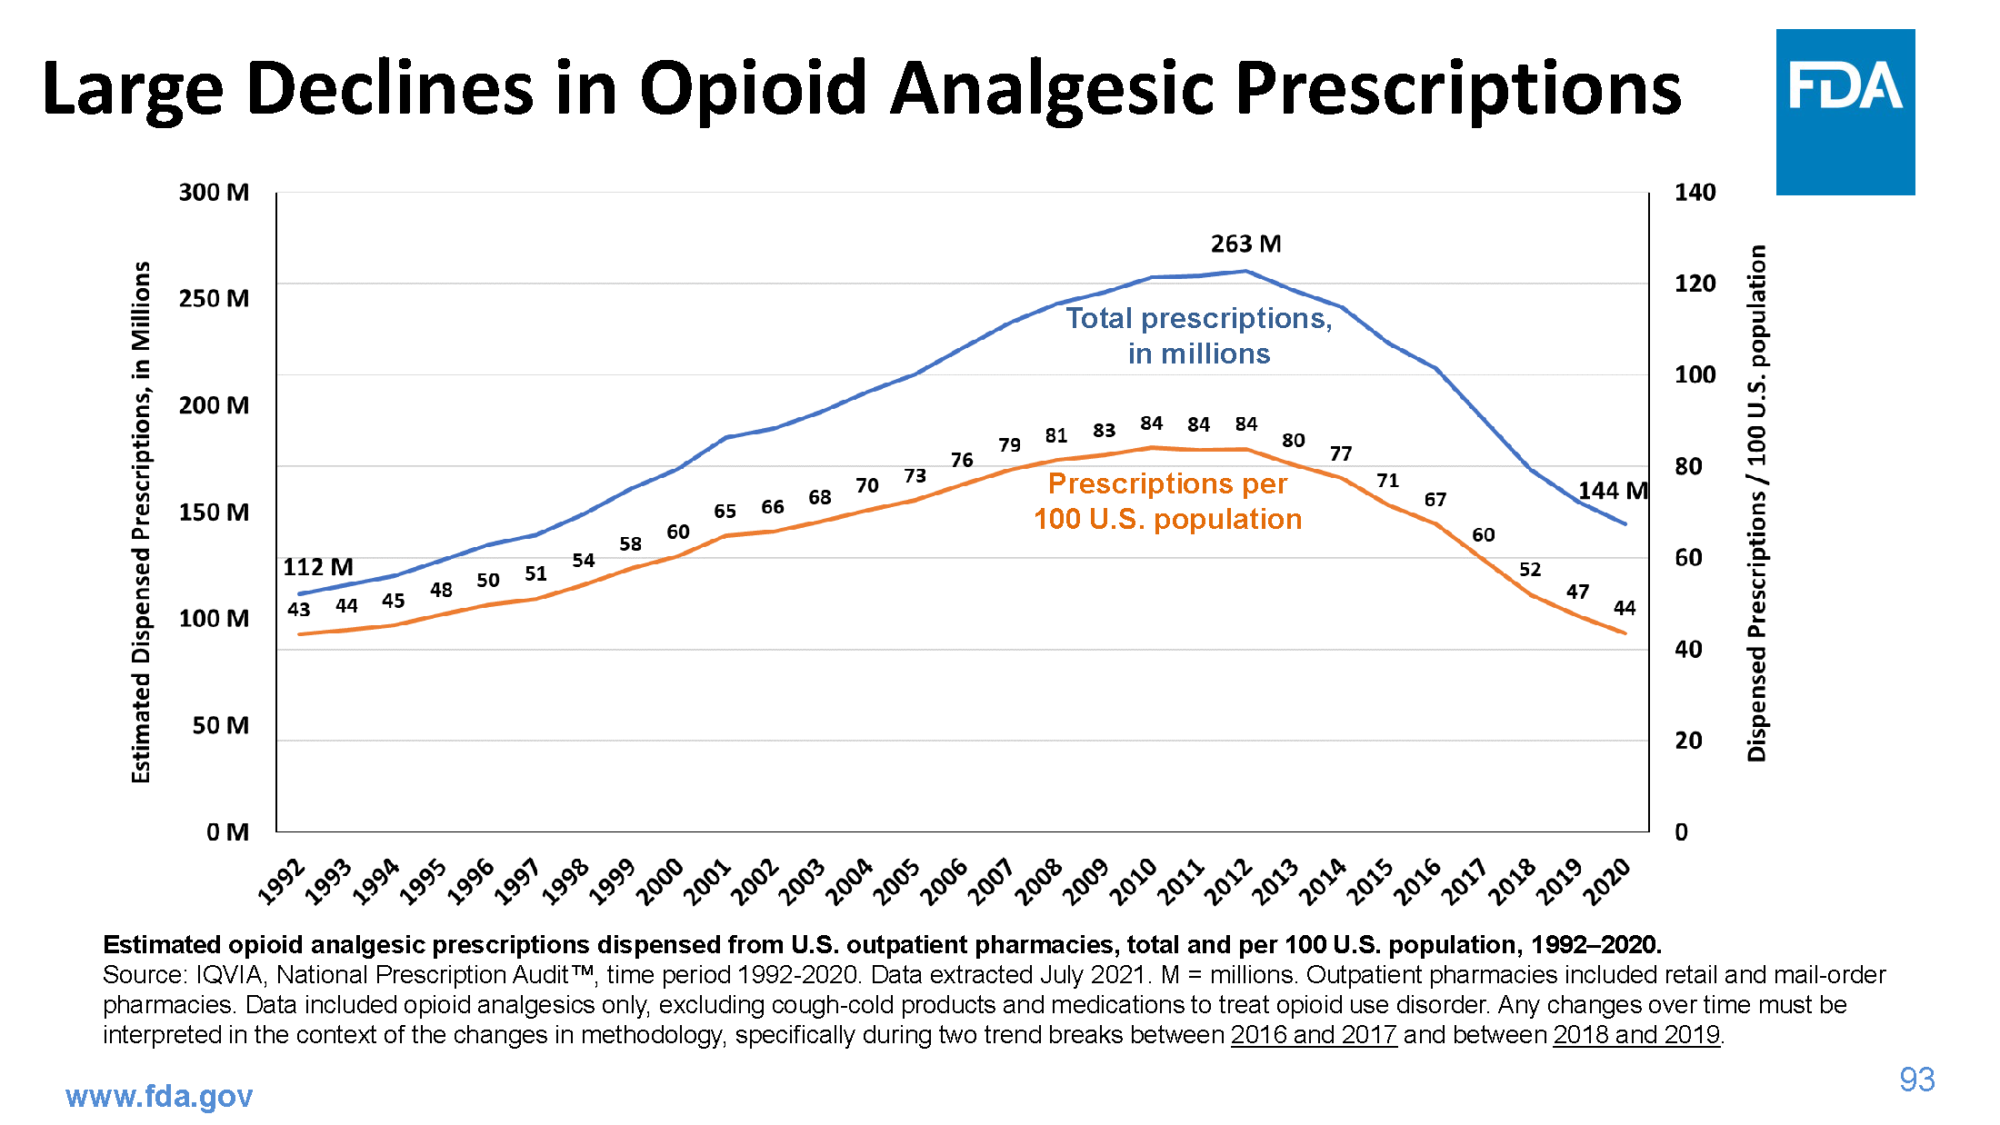 Large Declines in Opioid Analgesic Prescriptions
FDA
300 M
250 M
200 M
150 M
100 M
50 M
0 M
Estimated Dispensed Prescriptions, in Millions
140
120
100
80
60
40
20
0
Dispensed Prescriptions / 100 U.S. population
263 M
Total prescriptions,
in millions
112 M
144 M
43 44 45 48 50 51 54 58 60 65 66 68 70 73 76 79 81 83 84 84 84 80 77 71 67 60 52 47 44
Prescriptions per
100 U.S. population
1992 1993 1994 1995 1996 1997 1998 1999 2000 2001 2002 2003 2004 2005 2006 2007 2008 2009 2010 2011 2012 2013 2014 2015 2016 2017 2018 2019 2020
Estimated opioid analgesic prescriptions dispensed from U.S. outpatient pharmacies, total and per 100 U.S. population, 1992–2020.
Source: IQVIA, National Prescription Audit™, time period 1992-2020. Data extracted July 2021. M = millions. Outpatient pharmacies included retail and mail-order
pharmacies. Data included opioid analgesics only, excluding cough-cold products and medications to treat opioid use disorder. Any changes over time must be
interpreted in the context of the changes in methodology, specifically during two trend breaks between 2016 and 2017 and between 2018 and 2019.
www.fda.gov
93